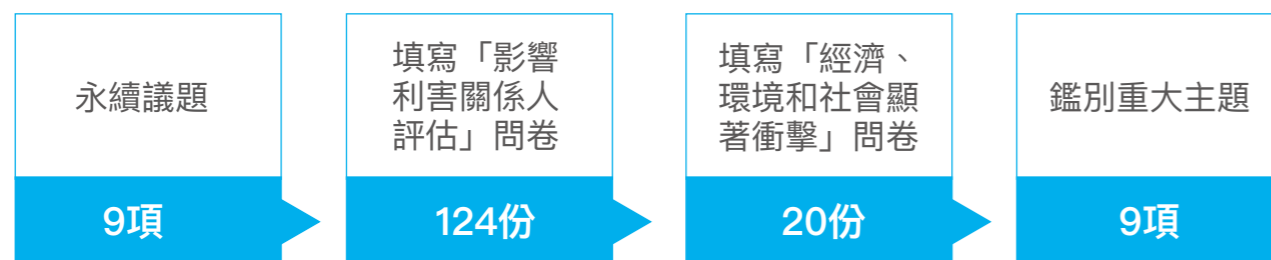 永續議題
9項
填寫「影響
利害關係人
評估」問卷
124份
填寫「經濟、
環境和社會顯
著衝擊」問卷
20份
鑑別重大主題
9項